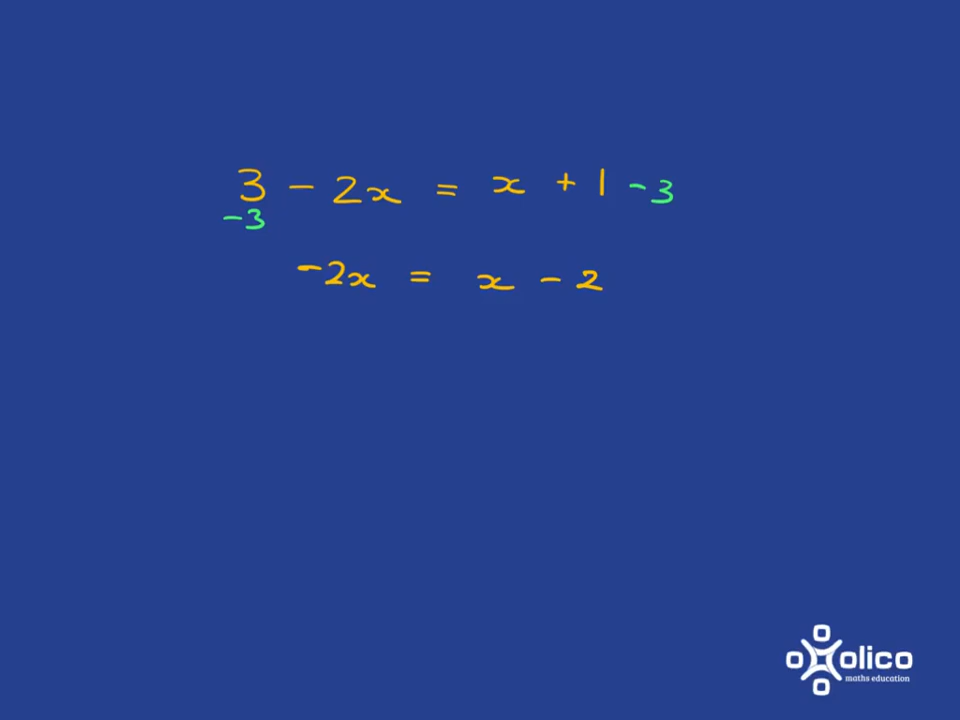 3 - 2x = x + 1 -3
-3
-2x = x - 2
olico
maths education